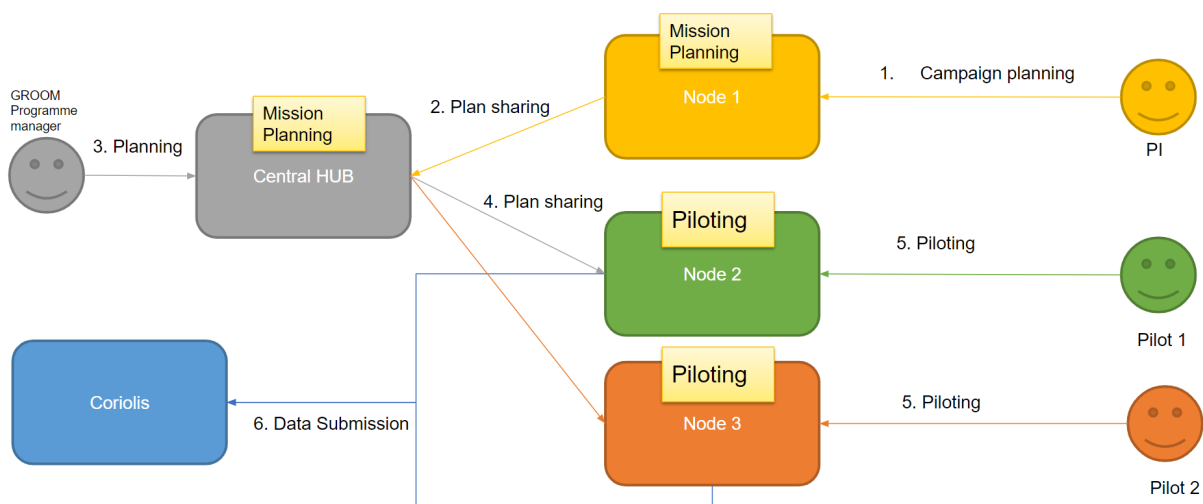 Mission
Planning
Node 1
1. Campaign planning
PI
2. Plan sharing
GROOM
Programme
manager
3. Planning
Mission
Planning
Central HUB
4. Plan sharing
Piloting
Node 2
5. Piloting
Pilot 1
Coriolis
6. Data Submission
Piloting
Node 3
5. Piloting
Pilot 2